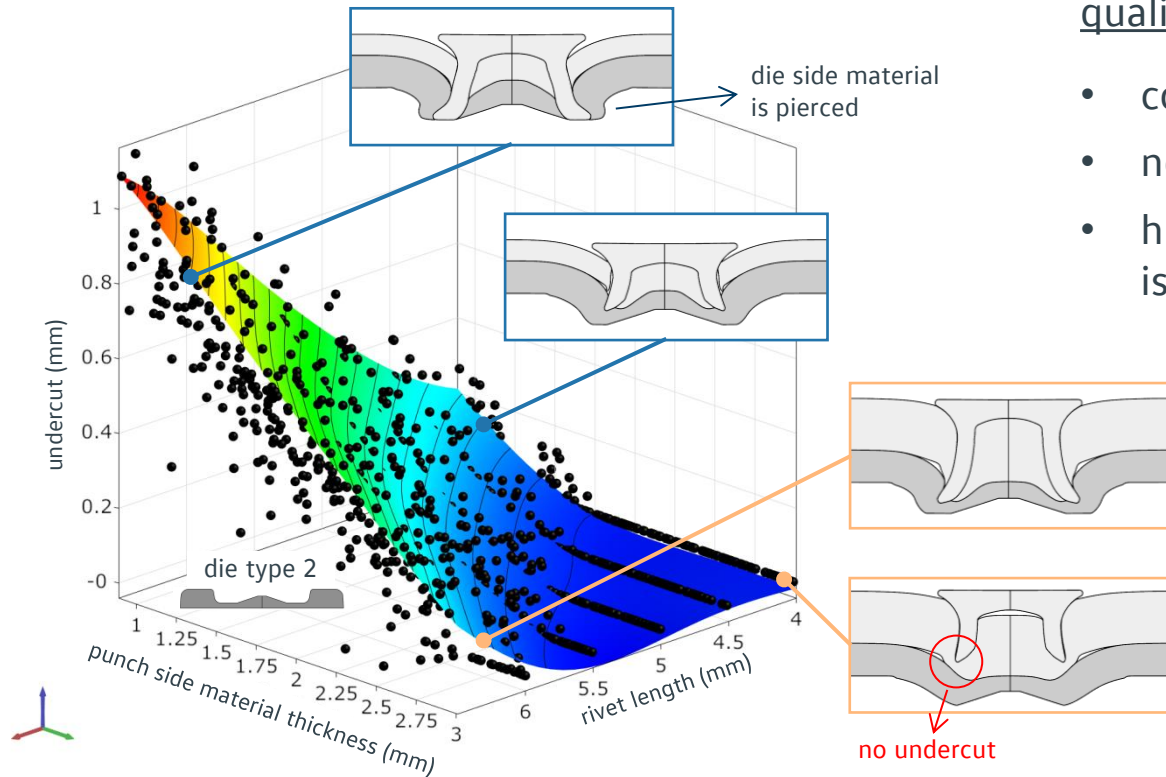 quali
die side material
is pierced
• co
• n
• h
is
1
0.8
0.6
0.4
0.2
-0
undercut (mm)
die type 2
1
1.25
1.5
1.75
2
2.25
2.5
2.75
3
punch side material thickness (mm)
6
5.5
5
4.5
4
rivet length (mm)
no undercut